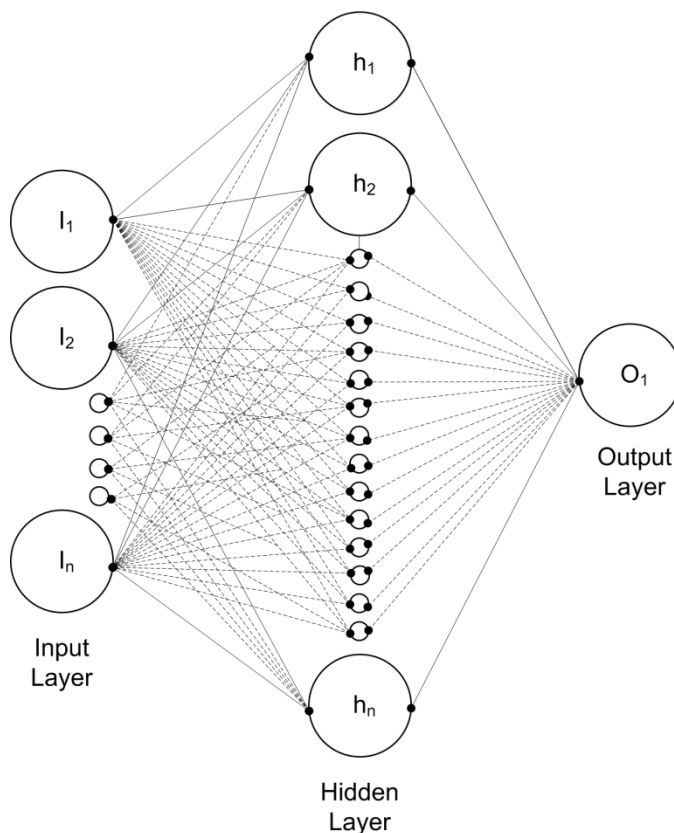 h₁
h₂
I₁
I₂
Iₙ
Input
Layer
hₙ
Hidden
Layer
O₁
Output
Layer